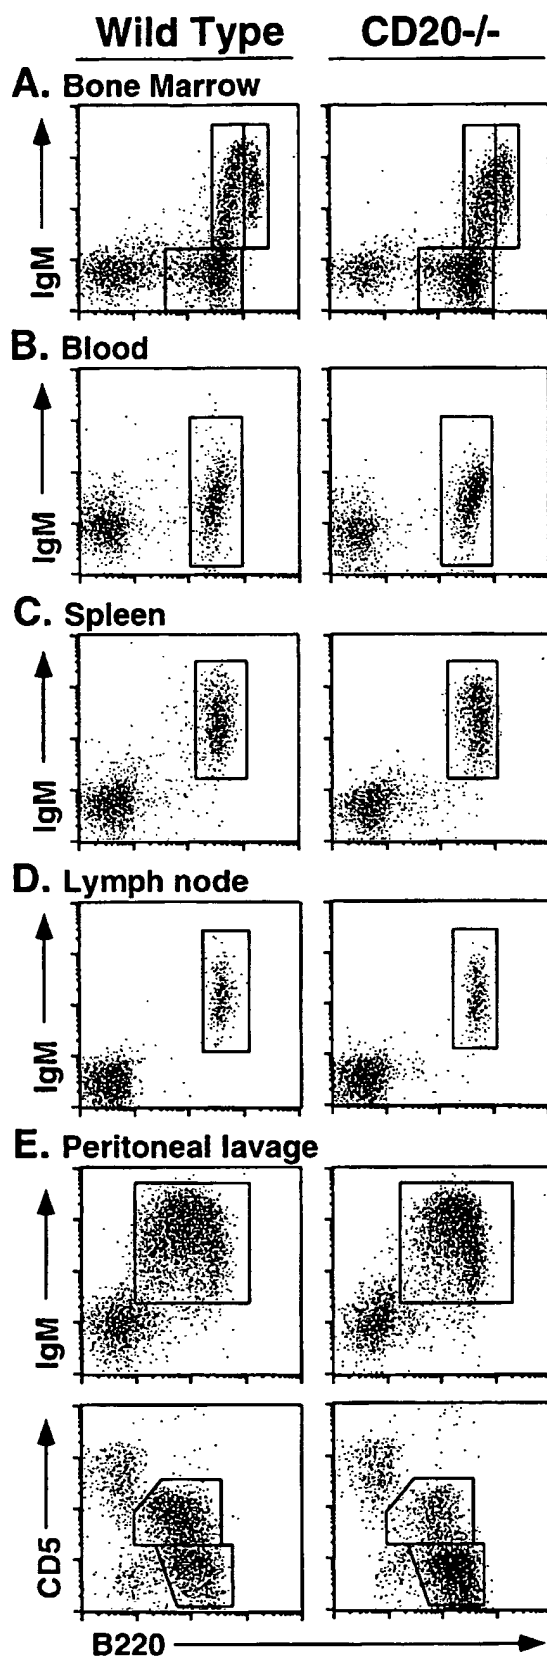 Wild Type CD20-/-
A. Bone Marrow
IgM
B. Blood
IgM
C. Spleen
IgM
D. Lymph node
IgM
E. Peritoneal lavage
IgM
CD5
B220